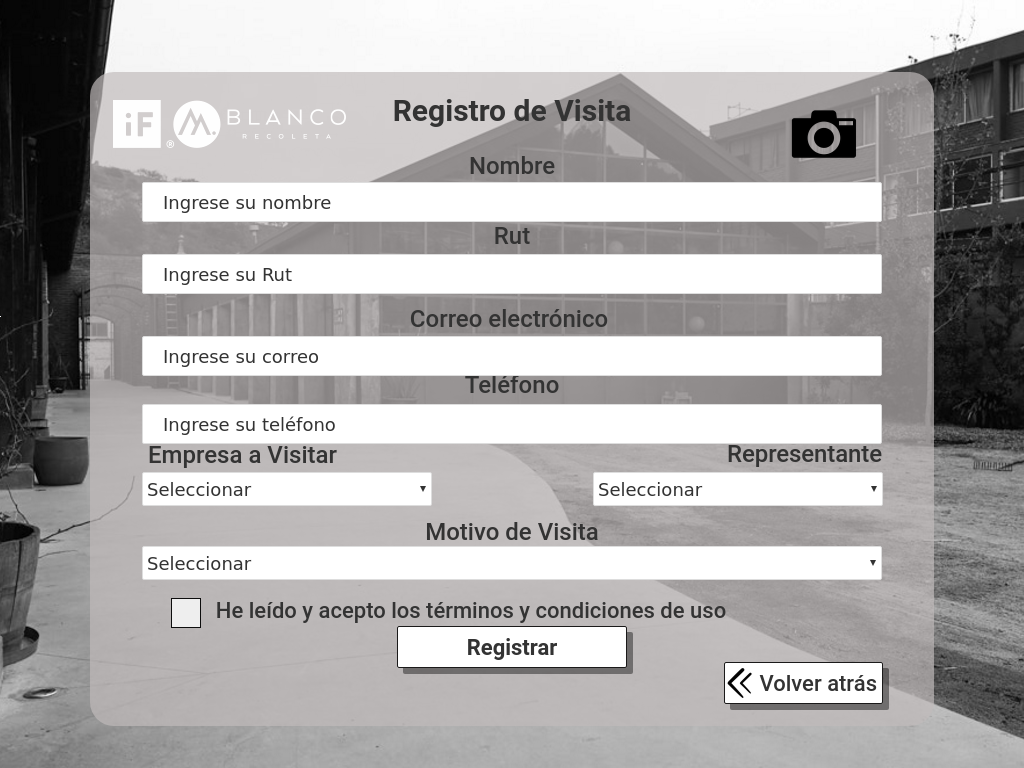 iF
®
M.
BLANCO
RECOLETA
Registro de Visita
Nombre
Ingrese su nombre
Rut
Ingrese su Rut
Correo electrónico
Ingrese su correo
Teléfono
Ingrese su teléfono
Empresa a Visitar
Representante
Seleccionar
Seleccionar
Motivo de Visita
Seleccionar
He leído y acepto los términos y condiciones de uso
Registrar
Volver atrás